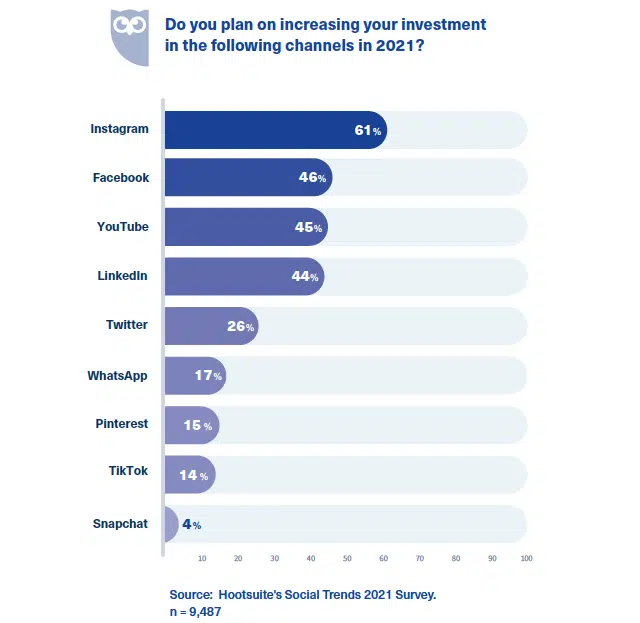 Do you plan on increasing your investment
in the following channels in 2021?
Instagram 61%
Facebook 46%
YouTube 45%
LinkedIn 44%
Twitter 26%
WhatsApp 17%
Pinterest 15 %
TikTok 14 %
Snapchat 4%
10 20 30 40 50 60 70 80 90 100
Source: Hootsuite's Social Trends 2021 Survey.
n = 9,487